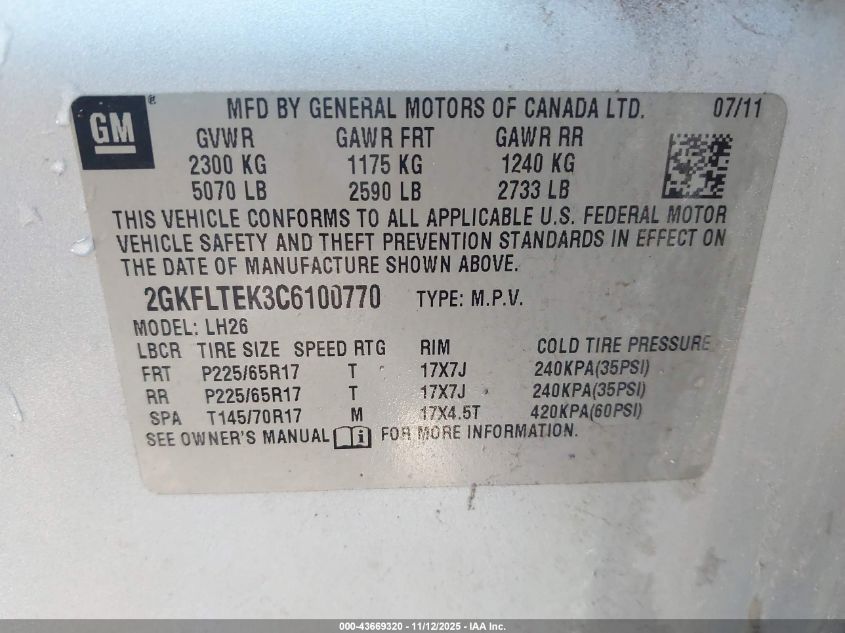 GM ® MFD BY GENERAL MOTORS OF CANADA LTD. 07/11
GVWR GAWR FRT GAWR RR
2300 KG 1175 KG 1240 KG
5070 LB 2590 LB 2733 LB
THIS VEHICLE CONFORMS TO ALL APPLICABLE U.S. FEDERAL MOTOR
VEHICLE SAFETY AND THEFT PREVENTION STANDARDS IN EFFECT ON
THE DATE OF MANUFACTURE SHOWN ABOVE.
2GKFLTEK3C6100770 TYPE: M.P.V.
MODEL: LH26
LBCR TIRE SIZE SPEED RTG RIM COLD TIRE PRESSURE
FRT P225/65R17 T 17X7J 240KPA(35PSI)
RR P225/65R17 T 17X7J 240KPA(35PSI)
SPA T145/70R17 M 17X4.5T 420KPA(60PSI)
SEE OWNER'S MANUAL i FOR MORE INFORMATION.
000-43669320 - 11/12/2025 - IAA Inc.